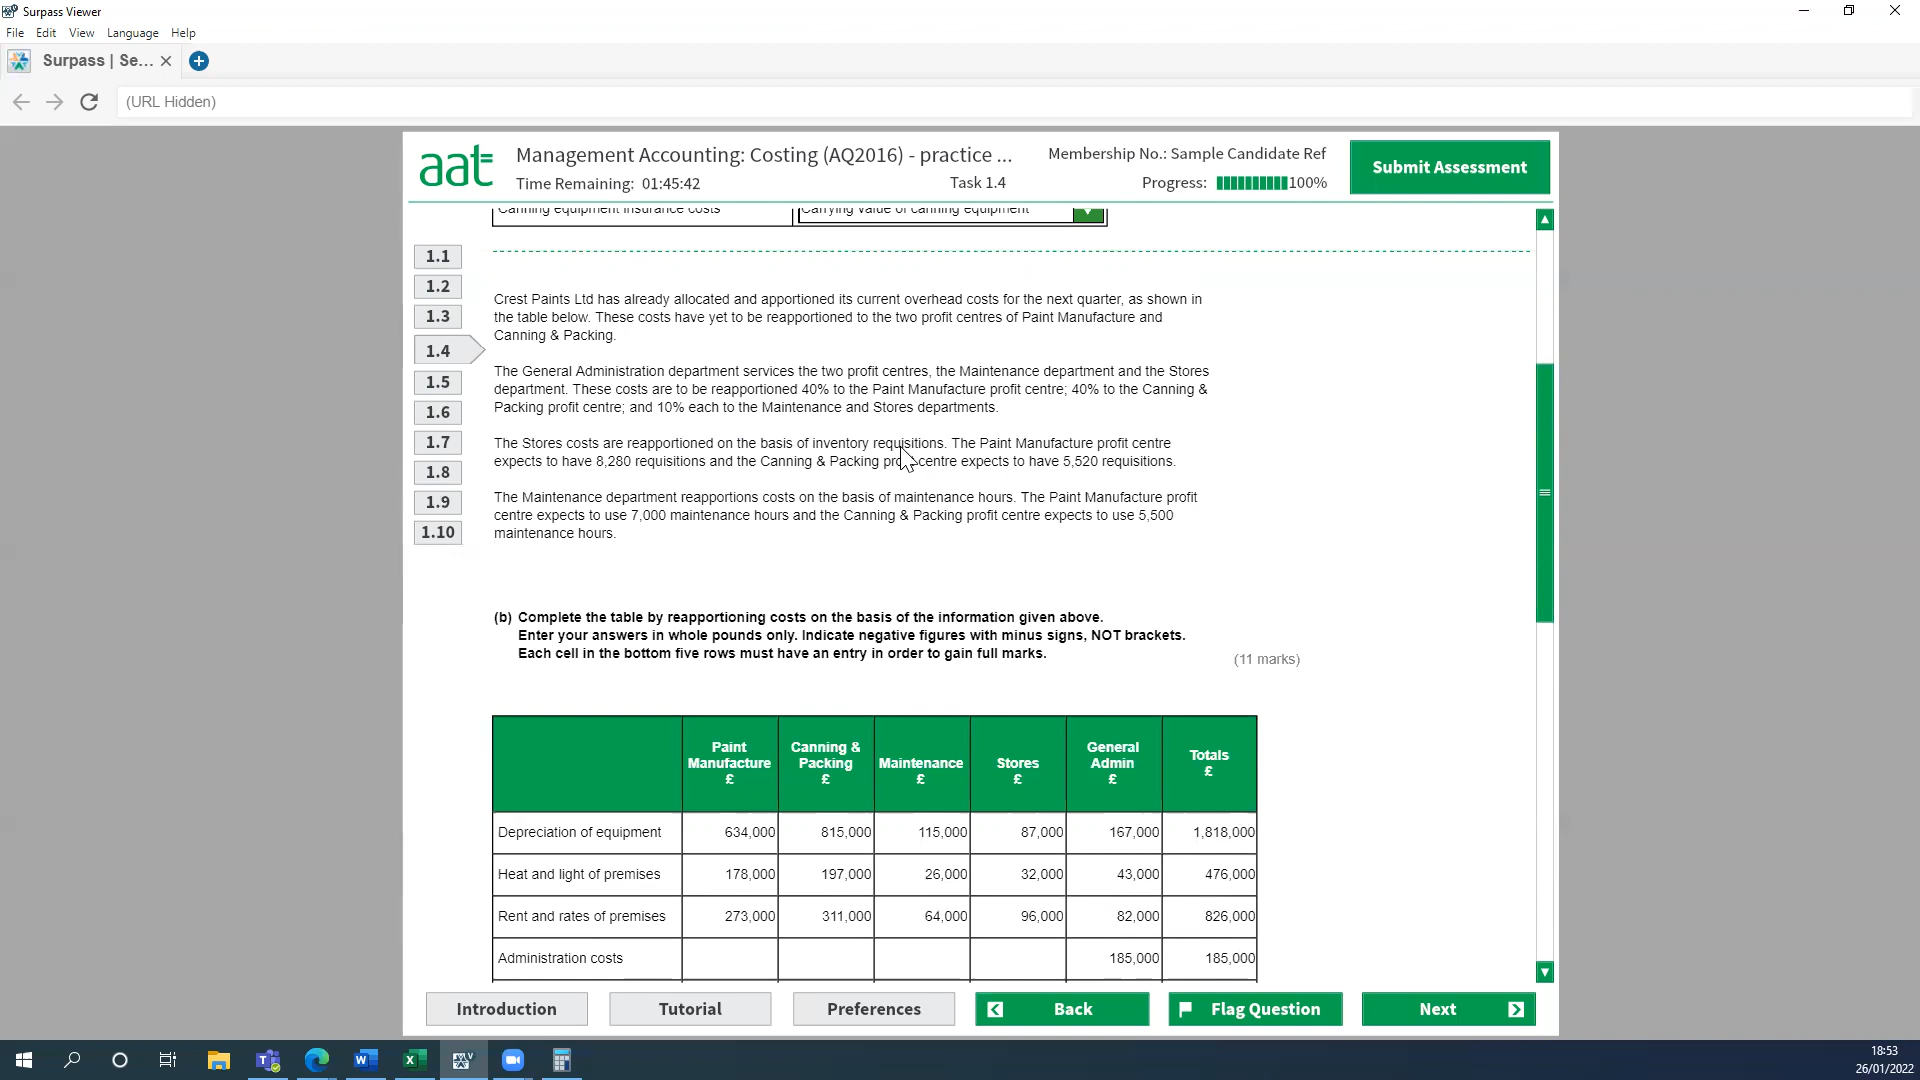 Surpass Viewer
File Edit View Language Help
Surpass | Se...
(URL Hidden)
aat
Management Accounting: Costing (AQ2016) - practice ...
Membership No.: Sample Candidate Ref
Submit Assessment
Time Remaining: 01:45:42
Task 1.4
Progress: 100%
Canning equipment insurance costs
Carrying value of canning equipment
1.1
1.2
1.3
1.4
1.5
1.6
1.7
1.8
1.9
1.10
Crest Paints Ltd has already allocated and apportioned its current overhead costs for the next quarter, as shown in
the table below. These costs have yet to be reapportioned to the two profit centres of Paint Manufacture and
Canning & Packing.
The General Administration department services the two profit centres, the Maintenance department and the Stores
department. These costs are to be reapportioned 40% to the Paint Manufacture profit centre; 40% to the Canning &
Packing profit centre; and 10% each to the Maintenance and Stores departments.
The Stores costs are reapportioned on the basis of inventory requisitions. The Paint Manufacture profit centre
expects to have 8,280 requisitions and the Canning & Packing profit centre expects to have 5,520 requisitions.
The Maintenance department reapportions costs on the basis of maintenance hours. The Paint Manufacture profit
centre expects to use 7,000 maintenance hours and the Canning & Packing profit centre expects to use 5,500
maintenance hours.
(b) Complete the table by reapportioning costs on the basis of the information given above.
Enter your answers in whole pounds only. Indicate negative figures with minus signs, NOT brackets.
Each cell in the bottom five rows must have an entry in order to gain full marks.
(11 marks)
Paint Manufacture £ Canning & Packing £ Maintenance £ Stores £ General Admin £ Totals £
Depreciation of equipment 634,000 815,000 115,000 87,000 167,000 1,818,000
Heat and light of premises 178,000 197,000 26,000 32,000 43,000 476,000
Rent and rates of premises 273,000 311,000 64,000 96,000 82,000 826,000
Administration costs 185,000 185,000
Introduction Tutorial Preferences Back Flag Question Next
18:53
26/01/2022